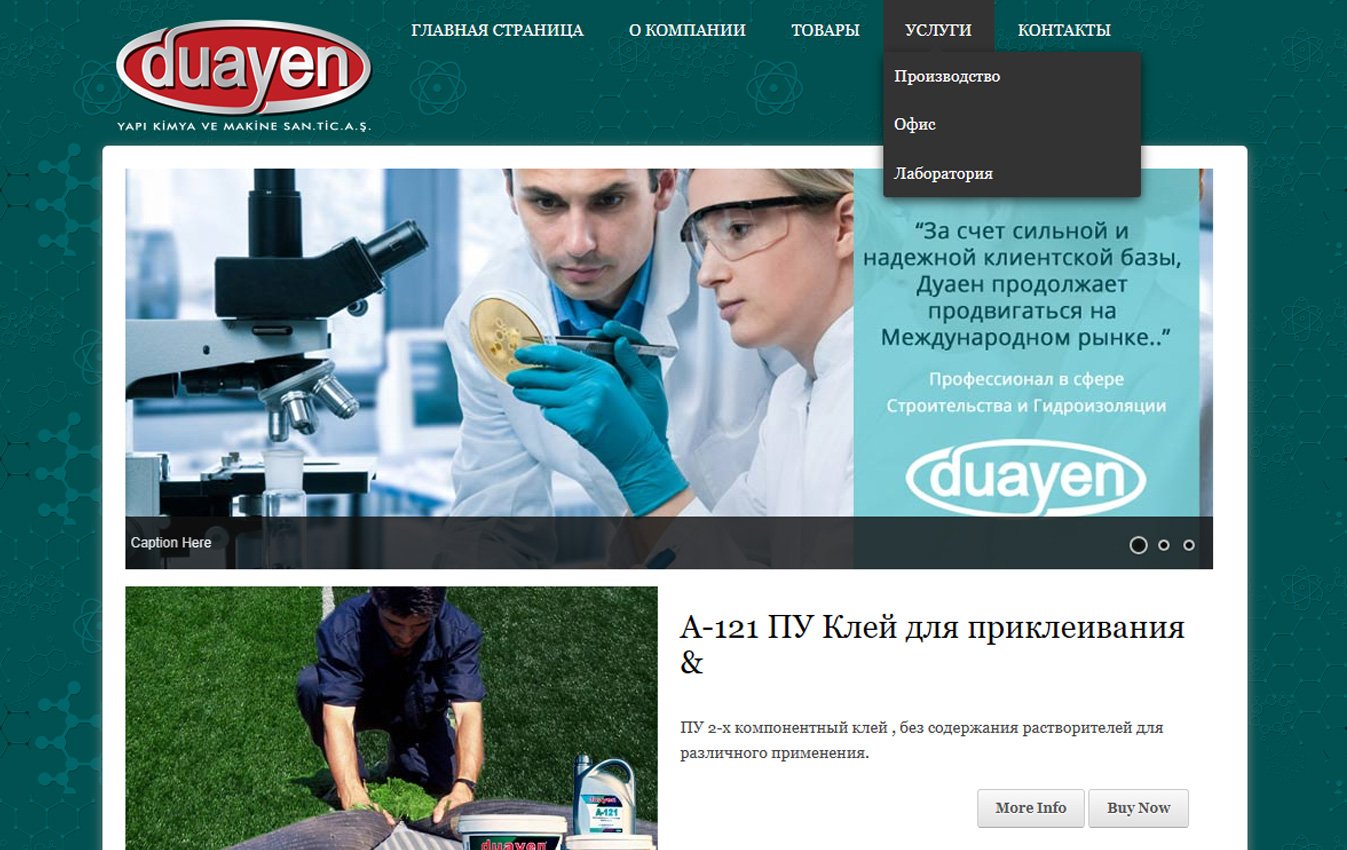 duayen
YAPI KİMYA VE MAKİNE SAN.TİC.A.Ş.
ГЛАВНАЯ СТРАНИЦА
О КОМПАНИИ
ТОВАРЫ
УСЛУГИ
КОНТАКТЫ
Производство
Офис
Лаборатория
“За счет сильной и
надежной клиентской базы,
Дуаен продолжает
продвигаться на
Международном рынке..”
Профессионал в сфере
Строительства и Гидроизоляции
duayen
Caption Here
А-121 ПУ Клей для приклеивания
&
ПУ 2-х компонентный клей , без содержания растворителей для
различного применения.
More Info
Buy Now
duayen
A-121
duayen